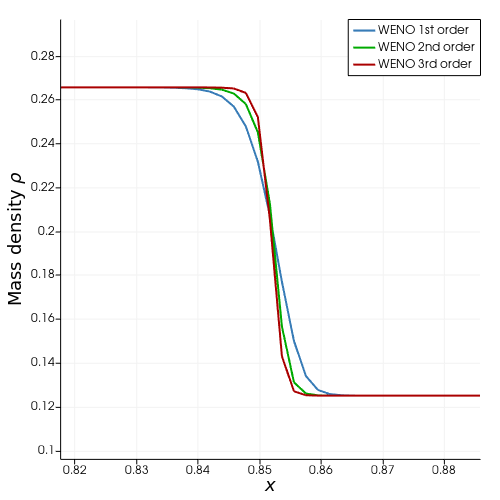 WENO 1st order
WENO 2nd order
WENO 3rd order
0.28
0.26
0.24
0.22
0.2
0.18
0.16
0.14
0.12
0.1
Mass density ρ
0.82 0.83 0.84 0.85 0.86 0.87 0.88
x